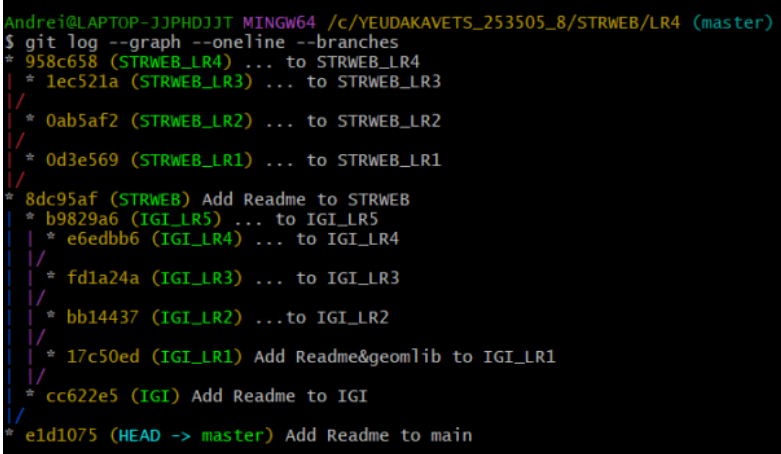 Andrei@LAPTOP-JJPHDJJT MINGW64 /c/YEUDAKAVETS_253505_8/STRWEB/LR4 (master)
$ git log --graph --oneline --branches
* 958c658 (STRWEB_LR4) ... to STRWEB_LR4
| * 1ec521a (STRWEB_LR3) ... to STRWEB_LR3
|/
| * 0ab5af2 (STRWEB_LR2) ... to STRWEB_LR2
|/
| * 0d3e569 (STRWEB_LR1) ... to STRWEB_LR1
|/
* 8dc95af (STRWEB) Add Readme to STRWEB
| * b9829a6 (IGI_LR5) ... to IGI_LR5
| | * e6edbb6 (IGI_LR4) ... to IGI_LR4
| |/
| | * fd1a24a (IGI_LR3) ... to IGI_LR3
| |/
| | * bb14437 (IGI_LR2) ...to IGI_LR2
| |/
| | * 17c50ed (IGI_LR1) Add Readme&geomlib to IGI_LR1
| |/
| * cc622e5 (IGI) Add Readme to IGI
|/
* e1d1075 (HEAD -> master) Add Readme to main